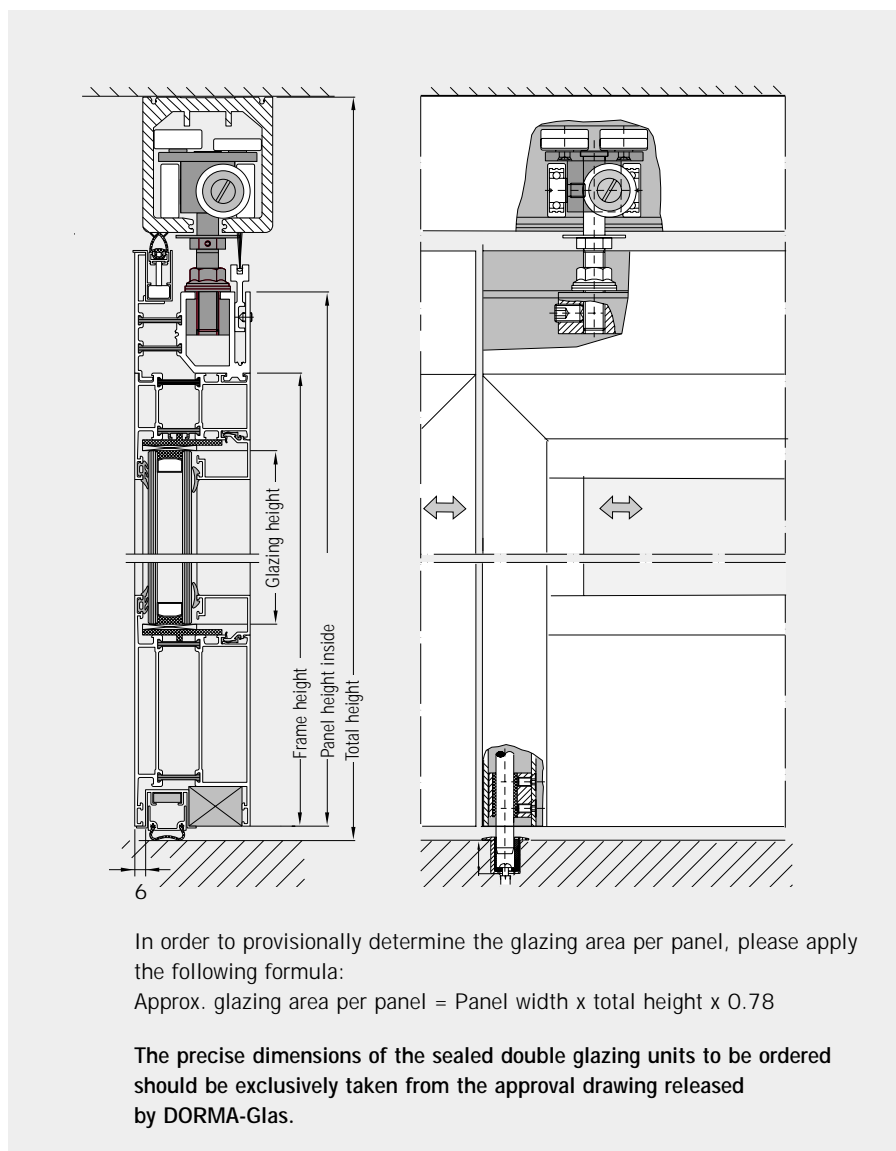 Glazing height
Frame height
Panel height inside
Total height
6
In order to provisionally determine the glazing area per panel, please apply
the following formula:
Approx. glazing area per panel = Panel width x total height x 0.78
The precise dimensions of the sealed double glazing units to be ordered
should be exclusively taken from the approval drawing released
by DORMA-Glas.